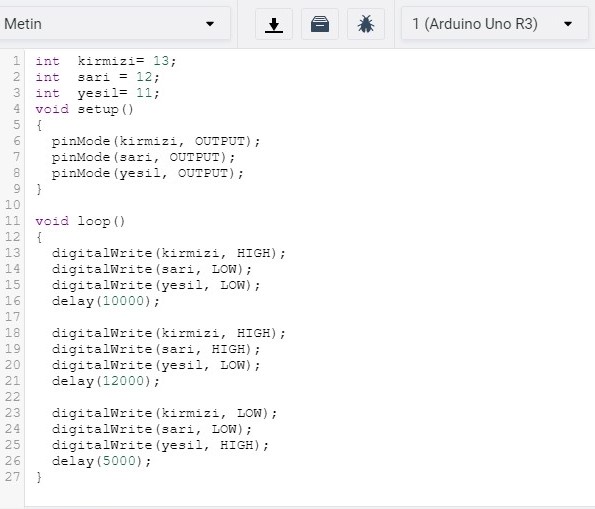 Metin
1 (Arduino Uno R3)
1 int  kirmizi= 13;
2 int  sari = 12;
3 int  yesil= 11;
4 void setup()
5 {
6   pinMode(kirmizi, OUTPUT);
7   pinMode(sari, OUTPUT);
8   pinMode(yesil, OUTPUT);
9 }
10
11 void loop()
12 {
13   digitalWrite(kirmizi, HIGH);
14   digitalWrite(sari, LOW);
15   digitalWrite(yesil, LOW);
16   delay(10000);
17
18   digitalWrite(kirmizi, HIGH);
19   digitalWrite(sari, HIGH);
20   digitalWrite(yesil, LOW);
21   delay(12000);
22
23   digitalWrite(kirmizi, LOW);
24   digitalWrite(sari, LOW);
25   digitalWrite(yesil, HIGH);
26   delay(5000);
27 }